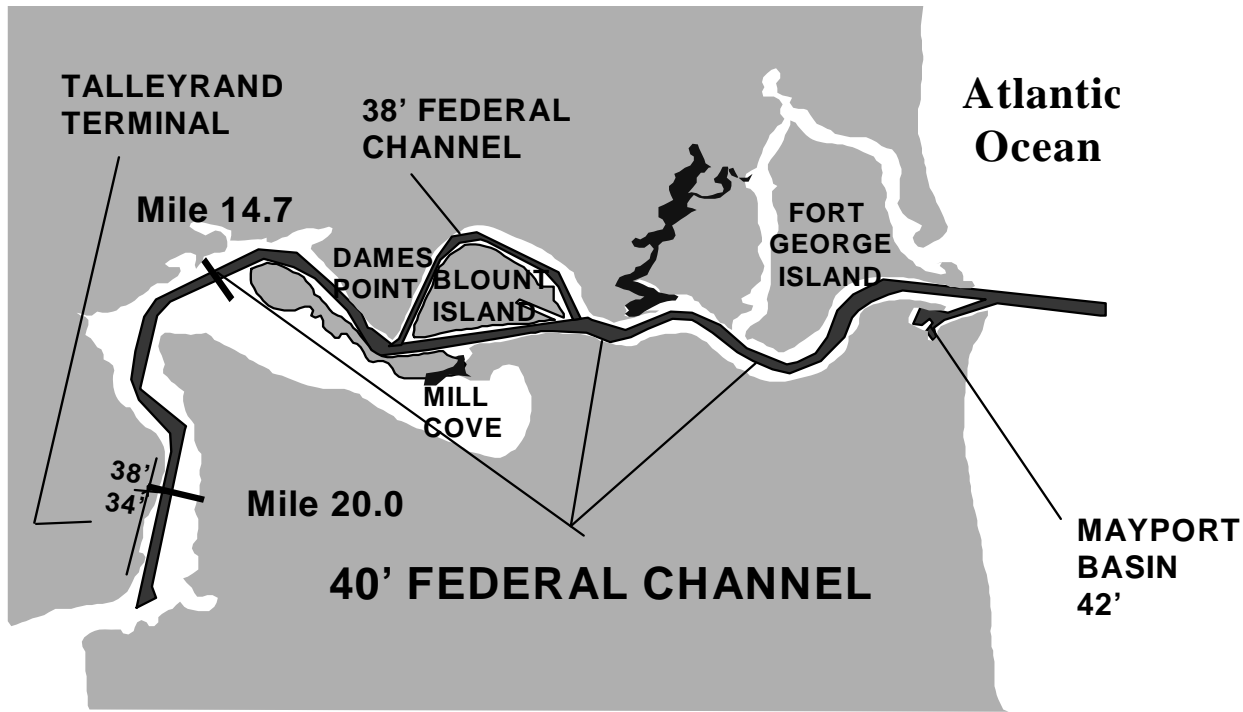 TALLEYRAND
TERMINAL
38’ FEDERAL
CHANNEL
Atlantic
Ocean
Mile 14.7
DAMES
POINT
BLOUNT
ISLAND
FORT
GEORGE
ISLAND
MILL
COVE
38’
34’
Mile 20.0
40’ FEDERAL CHANNEL
MAYPORT
BASIN
42’